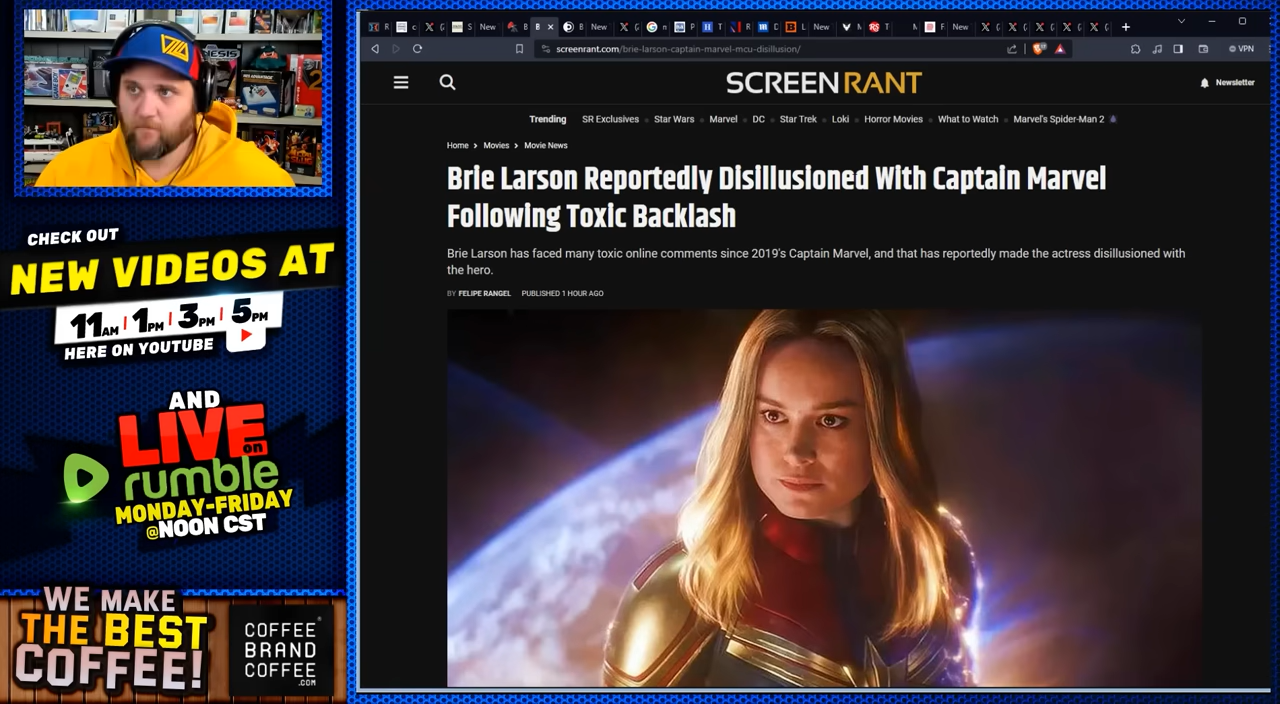 CHECK OUT
NEW VIDEOS AT
11AM | 1PM | 3PM | 5PM
HERE ON YOUTUBE
AND
LIVE
on
rumble
MONDAY-FRIDAY
@NOON CST
WE MAKE
THE BEST
COFFEE!
COFFEE
BRAND
COFFEE
.COM
GENESIS
New
New
New
New
screenrant.com/brie-larson-captain-marvel-mcu-disillusion/
VPN
SCREENRANT
Newsletter
Trending SR Exclusives Star Wars Marvel DC Star Trek Loki Horror Movies What to Watch Marvel's Spider-Man 2
Home > Movies > Movie News
Brie Larson Reportedly Disillusioned With Captain Marvel
Following Toxic Backlash
Brie Larson has faced many toxic online comments since 2019's Captain Marvel, and that has reportedly made the actress disillusioned with
the hero.
BY FELIPE RANGEL PUBLISHED 1 HOUR AGO